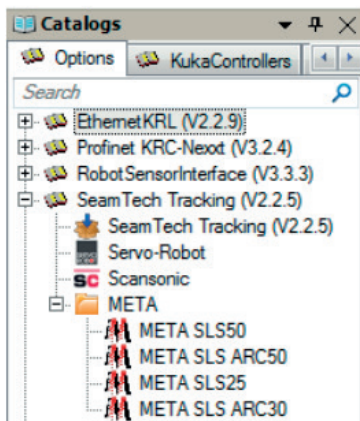 Catalogs
Options KukaControllers
Search
EthernetKRL (V2.2.9)
Profinet KRC-Nexxt (V3.2.4)
RobotSensorInterface (V3.3.3)
SeamTech Tracking (V2.2.5)
SeamTech Tracking (V2.2.5)
SERVO ROBOT Servo-Robot
SC Scansonic
META
META SLS50
META SLS ARC50
META SLS25
META SLS ARC30